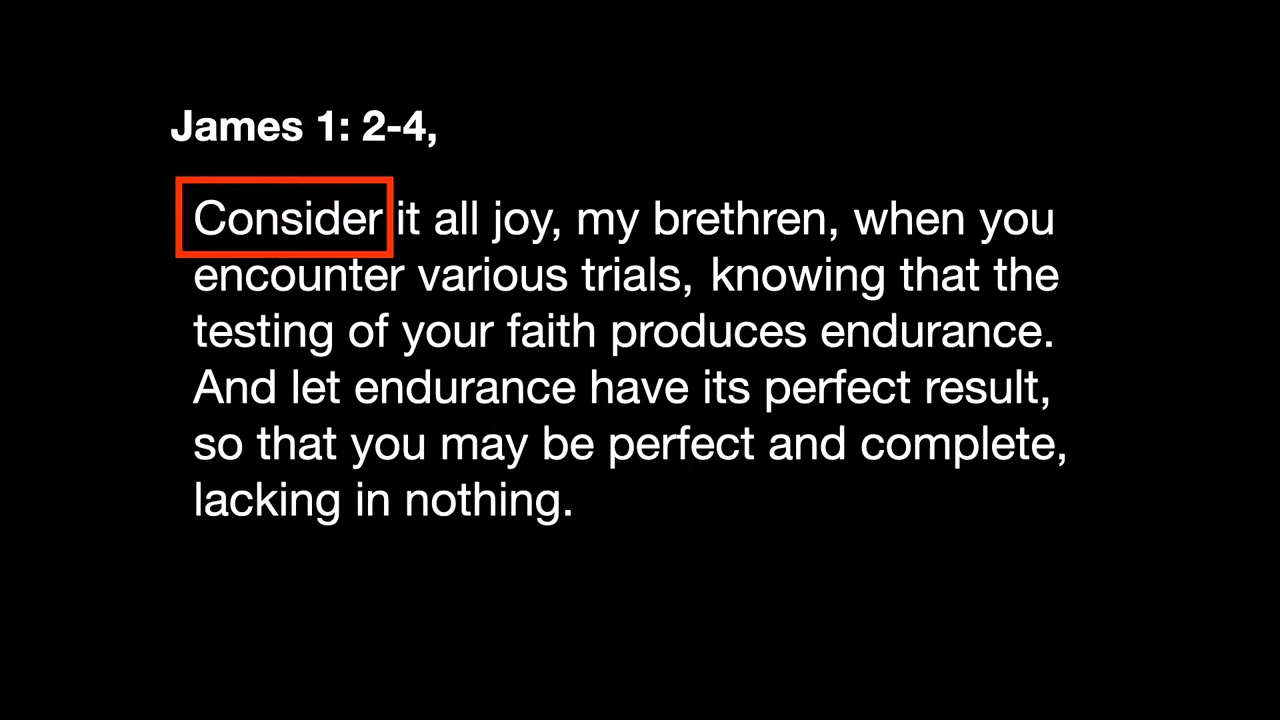 James 1: 2-4,
Consider it all joy, my brethren, when you
encounter various trials, knowing that the
testing of your faith produces endurance.
And let endurance have its perfect result,
so that you may be perfect and complete,
lacking in nothing.